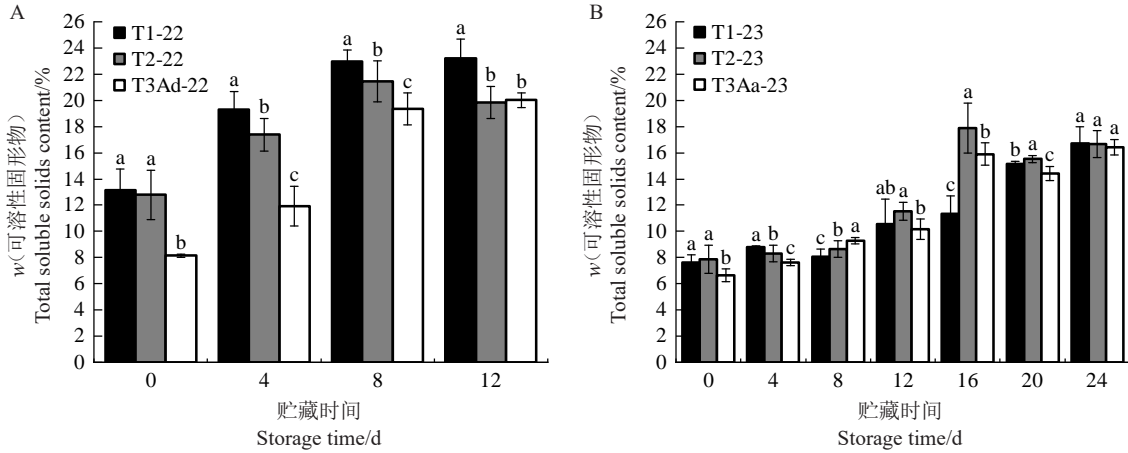 A
26
24
22
20
18
16
14
12
10
8
6
4
2
0
w(可溶性固形物)
Total soluble solids content/%
T1-22
T2-22
T3Ad-22
a a b
a b c
a b c
a b b
0 4 8 12
贮藏时间
Storage time/d
B
26
24
22
20
18
16
14
12
10
8
6
4
2
0
w(可溶性固形物)
Total soluble solids content/%
T1-23
T2-23
T3Aa-23
a a b
a b c
c b a
ab a b
c a b
b a c
a a a
0 4 8 12 16 20 24
贮藏时间
Storage time/d